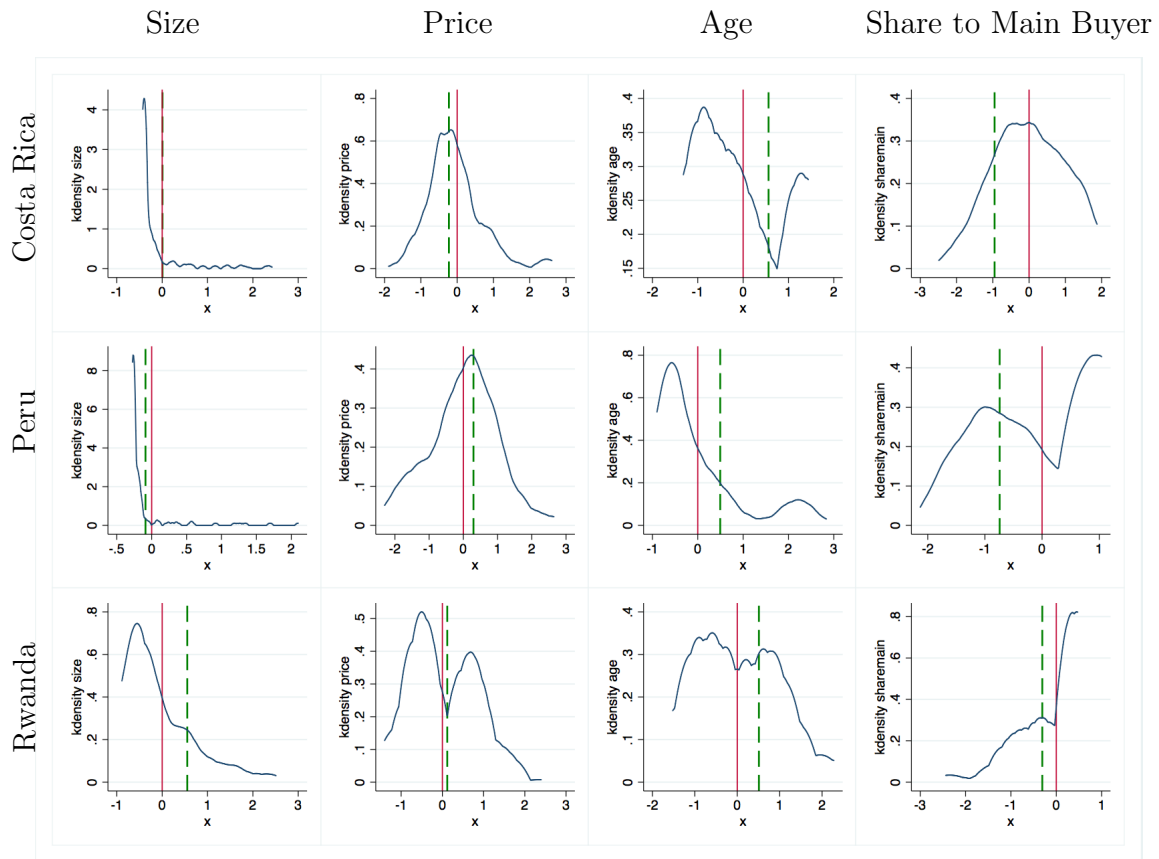 Size Price Age Share to Main Buyer
Costa Rica
kdensity size
0 1 2 3 4
-1 0 1 2 3
x
kdensity price
0 .2 .4 .6 .8
-2 -1 0 1 2 3
x
kdensity age
.15 .2 .25 .3 .35 .4
-2 -1 0 1 2
x
kdensity sharemain
0 .1 .2 .3 .4
-3 -2 -1 0 1 2
x
Peru
kdensity size
0 2 4 6 8
-.5 0 .5 1 1.5 2
x
kdensity price
0 .1 .2 .3 .4
-2 -1 0 1 2 3
x
kdensity age
0 .2 .4 .6 .8
-1 0 1 2 3
x
kdensity sharemain
0 .1 .2 .3 .4
-2 -1 0 1
x
Rwanda
kdensity size
0 .2 .4 .6 .8
-1 0 1 2 3
x
kdensity price
0 .1 .2 .3 .4 .5
-1 0 1 2 3
x
kdensity age
0 .1 .2 .3 .4
-2 -1 0 1 2
x
kdensity sharemain
0 .2 .4 .6 .8
-3 -2 -1 0 1
x